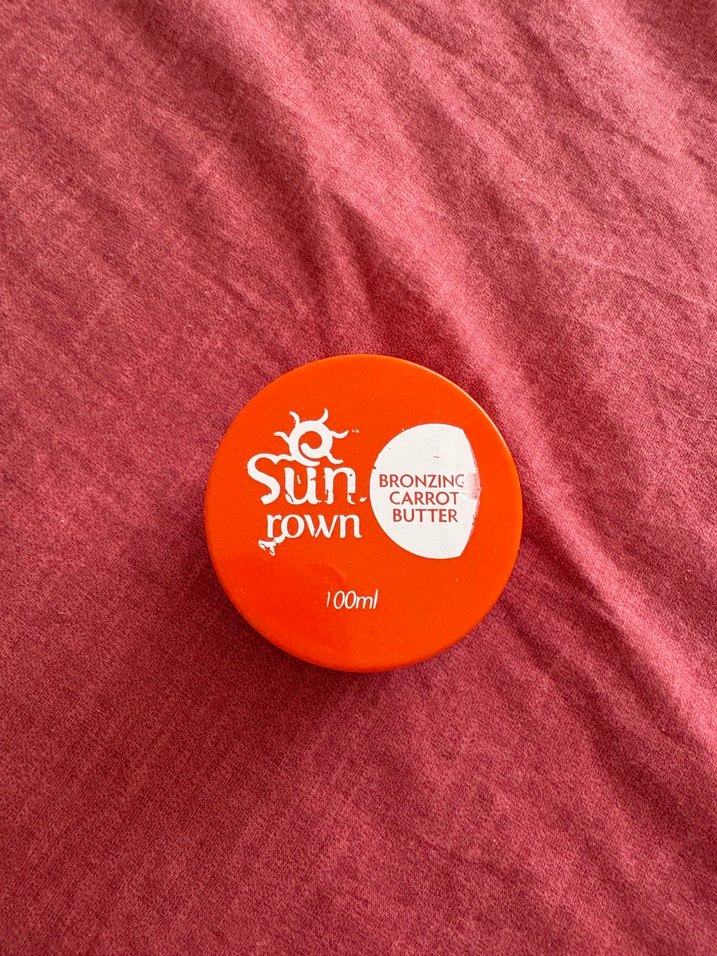 Sun
rown
BRONZING
CARROT
BUTTER
100ml